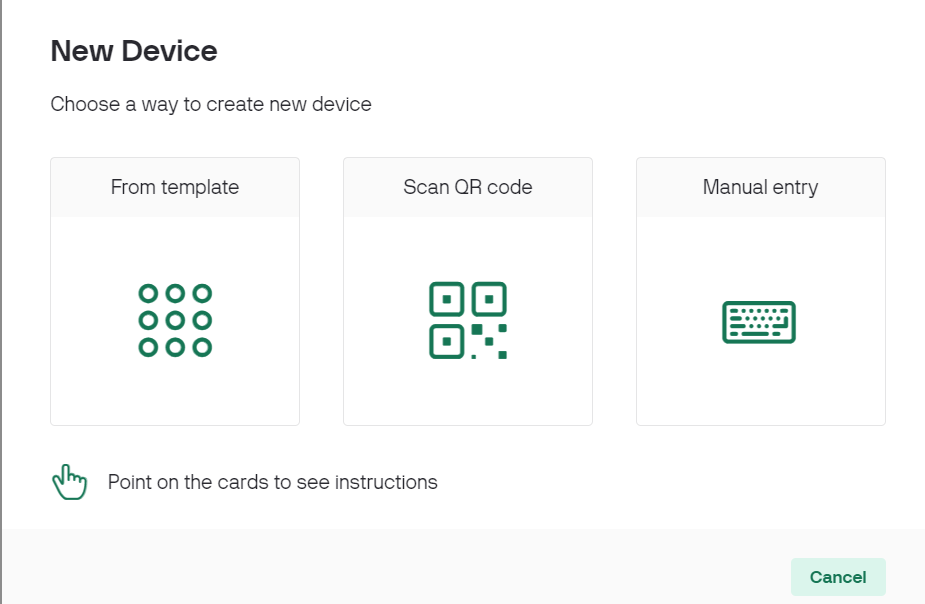 New Device
Choose a way to create new device
From template
Scan QR code
Manual entry
Point on the cards to see instructions
Cancel